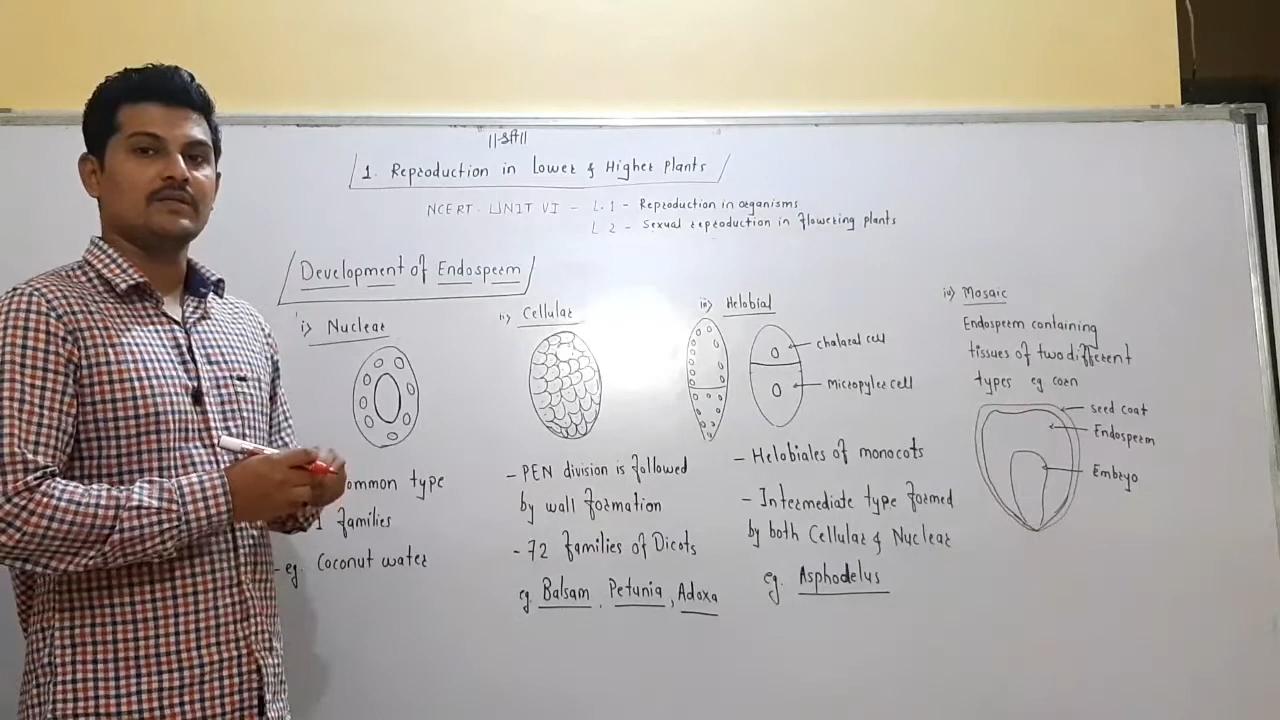 ||श्री||
1. Reproduction in Lower & Higher plants
NCERT. UNIT VI - L.1 - Reproduction in organisms
L 2 - Sexual reproduction in flowering plants
Development of Endosperm
i) Nuclear
ommon type
families
- eg. Coconut water
ii) Cellular
- PEN division is followed
by wall formation
- 72 families of Dicots
eg. Balsam, Petunia, Adoxa
iii) Helobial
chalazal cell
Micropyler cell
- Helobiales of monocots
- Intermediate type formed
by both Cellular & Nuclear
eg. Asphodelus
iv) Mosaic
Endosperm containing
tissues of two different
types eg corn
seed coat
Endosperm
Embryo